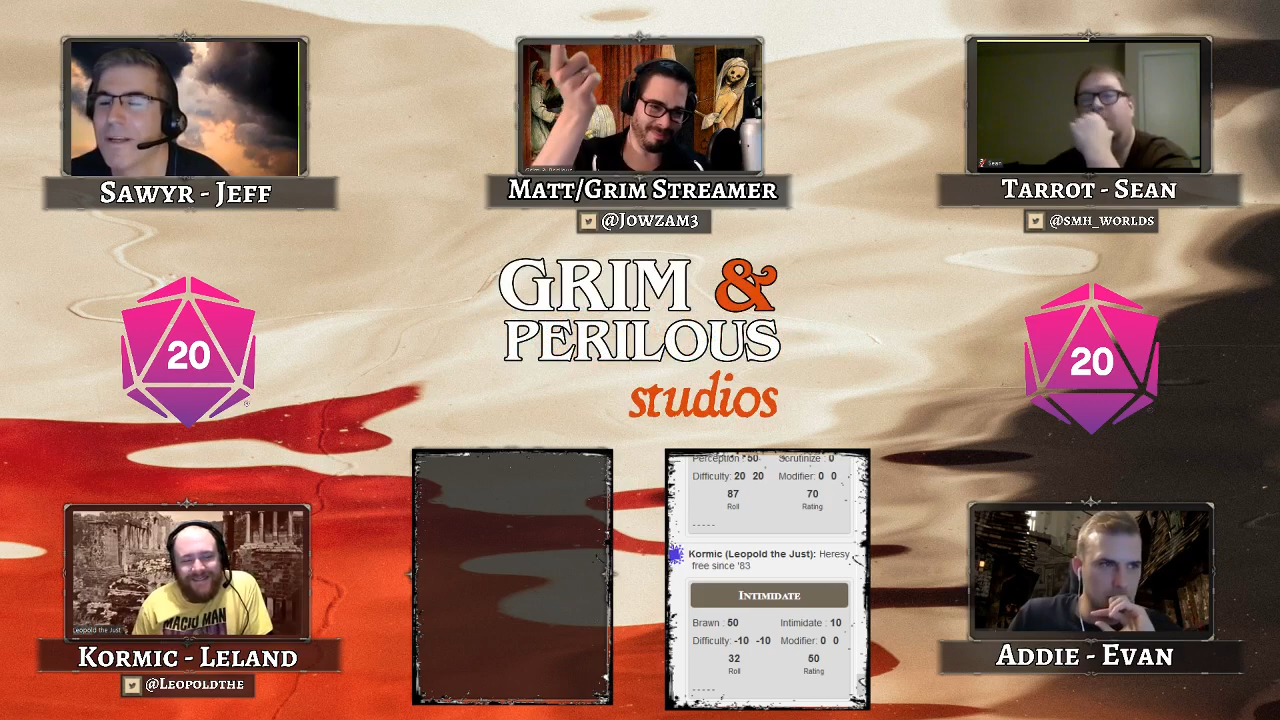 SAWYR - JEFF
MATT/GRIM STREAMER
@JOWZAM3
Sean
TARROT - SEAN
@SMH_WORLDS
GRIM &
PERILOUS
studios
20
20
Perception : 50 Scrutinize : 0
Difficulty: 20 20 Modifier: 0 0
87 70
Roll Rating
-----
Kormic (Leopold the Just): Heresy
free since '83
INTIMIDATE
Brawn : 50 Intimidate : 10
Difficulty: -10 -10 Modifier: 0 0
32 50
Roll Rating
-----
MACIO MAN
Leopold the Just
KORMIC - LELAND
@LEOPOLDTHE
ADDIE - EVAN